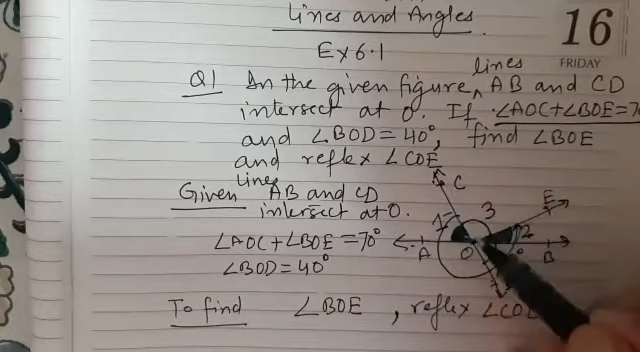 Lines and Angles
16
FRIDAY
Ex 6.1
Q1 In the given figure, lines AB and CD
intersect at O. If ∠AOC+∠BOE=7
and ∠BOD = 40°, find ∠BOE
and reflex ∠COE
Given lines AB and CD
intersect at O.
∠AOC+∠BOE = 70°
∠BOD = 40°
C
1 3 E
2
A O B
To find ∠BOE, reflex ∠COE